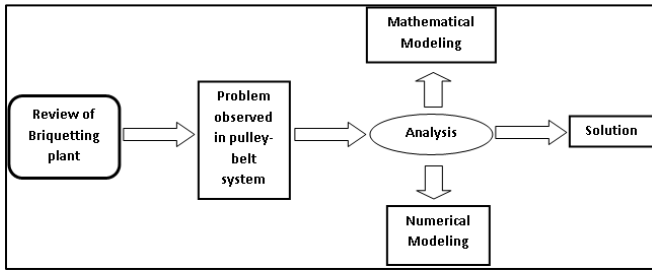 Review of
Briquetting
plant
Problem
observed
in pulley-
belt
system
Mathematical
Modeling
Analysis
Numerical
Modeling
Solution